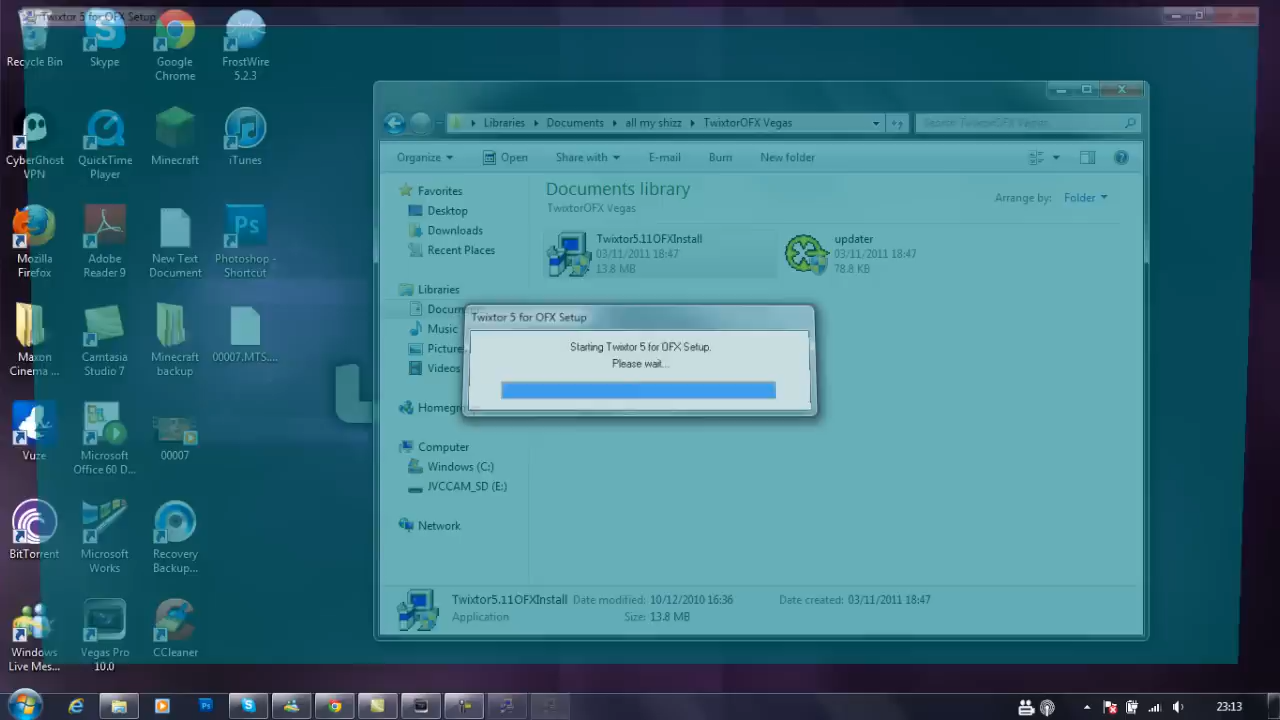 Twixtor 5 for OFX Setup
Recycle Bin
Skype
Google Chrome
FrostWire 5.2.3
CyberGhost VPN
QuickTime Player
Minecraft
iTunes
Mozilla Firefox
Adobe Reader 9
New Text Document
Photoshop - Shortcut
Maxon Cinema ...
Camtasia Studio 7
Minecraft backup
00007.MTS....
Vuze
Microsoft Office 60 D...
00007
BitTorrent
Microsoft Works
Recovery Backup...
Windows Live Mes...
Vegas Pro 10.0
CCleaner
Libraries
Documents
all my shizz
TwixtorOFX Vegas
Search TwixtorOFX Vegas
Organize
Open
Share with
E-mail
Burn
New folder
Favorites
Desktop
Downloads
Recent Places
Libraries
Docum
Music
Picture
Videos
Homegr
Computer
Windows (C:)
JVCCAM_SD (E:)
Network
Documents library
TwixtorOFX Vegas
Arrange by: Folder
Twixtor5.11OFXInstall
03/11/2011 18:47
13.8 MB
updater
03/11/2011 18:47
78.8 KB
Twixtor 5 for OFX Setup
Starting Twixtor 5 for OFX Setup.
Please wait...
Twixtor5.11OFXInstall Date modified: 10/12/2010 16:36 Date created: 03/11/2011 18:47
Application Size: 13.8 MB
23:13